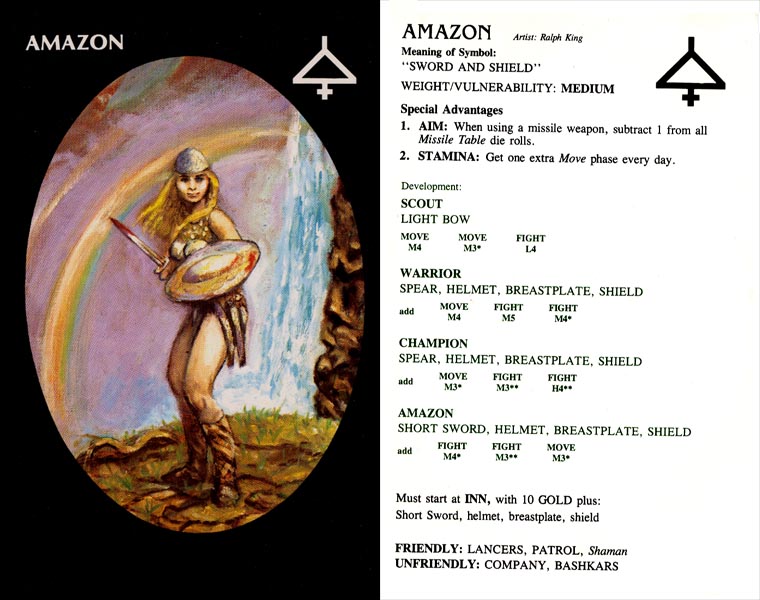 AMAZON
AMAZON Artist: Ralph King
Meaning of Symbol:
"SWORD AND SHIELD"
WEIGHT/VULNERABILITY: MEDIUM
Special Advantages
1. AIM: When using a missile weapon, subtract 1 from all
Missile Table die rolls.
2. STAMINA: Get one extra Move phase every day.
Development:
SCOUT
LIGHT BOW
MOVE MOVE FIGHT
M4 M3* L4
WARRIOR
SPEAR, HELMET, BREASTPLATE, SHIELD
add MOVE FIGHT FIGHT
M4 M5 M4*
CHAMPION
SPEAR, HELMET, BREASTPLATE, SHIELD
add MOVE FIGHT FIGHT
M3* M3** H4**
AMAZON
SHORT SWORD, HELMET, BREASTPLATE, SHIELD
add FIGHT FIGHT MOVE
M4* M3** M3*
Must start at INN, with 10 GOLD plus:
Short Sword, helmet, breastplate, shield
FRIENDLY: LANCERS, PATROL, Shaman
UNFRIENDLY: COMPANY, BASHKARS